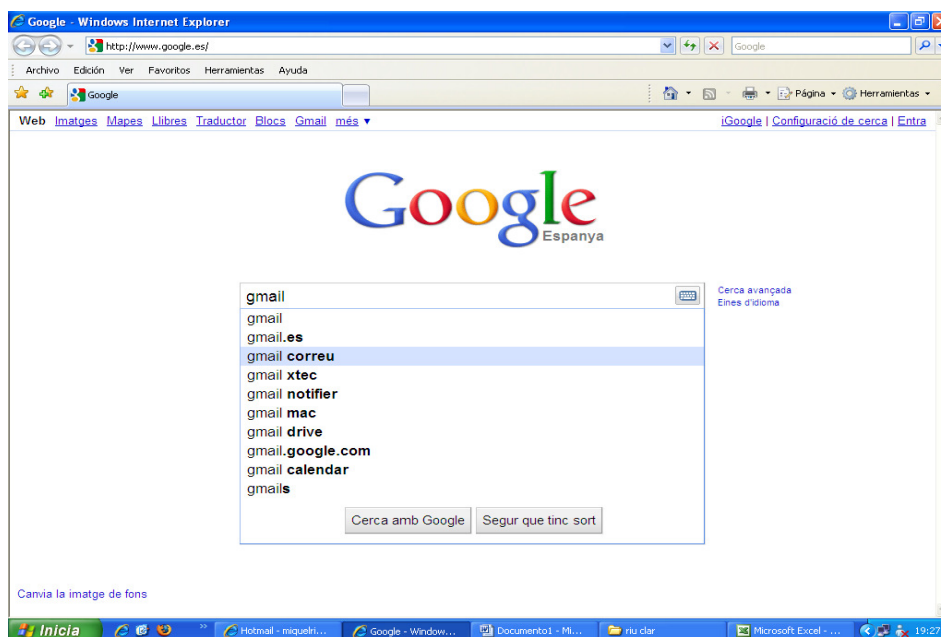 Google - Windows Internet Explorer
http://www.google.es/
Google
Archivo Edición Ver Favoritos Herramientas Ayuda
Google
Página Herramientas
Web Imatges Mapes Llibres Traductor Blocs Gmail més ▼
iGoogle | Configuració de cerca | Entra
Google
Espanya
gmail
Cerca avançada
Eines d'idioma
gmail
gmail.es
gmail correu
gmail xtec
gmail notifier
gmail mac
gmail drive
gmail.google.com
gmail calendar
gmails
Cerca amb Google Segur que tinc sort
Canvia la imatge de fons
Inicia » Hotmail - miquelri... Google - Window... Documento1 - Mi... riu clar Microsoft Excel - ... 19:27